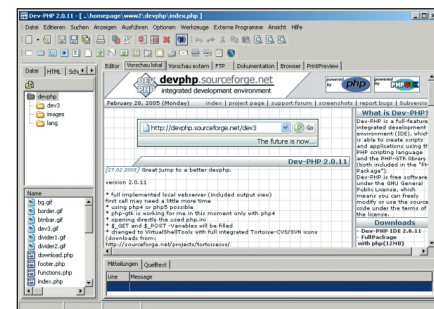 Dev-PHP 2.0.11 - [ ..\homepage\www2\devphp\index.php ]
Datei Editieren Suchen Anzeigen Ausführen Optionen Werkzeuge Externe Programme Ansicht Hilfe
Datei HTML
Editor Vorschau lokal Vorschau extern FTP Dokumentation Browser PrintPreview
devphp
dev3
images
lang
devphp.sourceforge.net
integrated development environment
powered by php powered by PHP
February 28, 2005 (Monday) index | project page | support forum | screenshots | report bugs | Subversio
http://devphp.sourceforge.net/dev3 Go
The future is now...
Dev-PHP 2.0.11
[27-02-2005] Great jump to a better devphp.
version 2.0.11
* full implemented local webserver (included output view)
first call may need a little more time
* using php4 or php5 possible
* php-gtk is working for me in this moment only with php4
* opening directly the used php.ini
* $_GET and $_POST -Variables will be filled
* changed to VirtualShellTools with full integrated Tortoise-CVS/SVN icons
(downloads from:
http://sourceforge.net/projects/tortoisecvs/
What is Dev-PHP?
Dev-PHP is a full-feature
integrated development
environment (IDE), which
is able to create scripts
and applications using th
PHP scripting language
and the PHP-GTK library
(both included in the "PH
Package").
Dev-PHP is free software
under the GNU General
Public License, which
means you can freely
modify or use the source
code under the terms of
the license.
Downloads
- Dev-PHP IDE 2.0.11
- FullPackage
with php(12MB)
Name
bg.gif
border.gif
btnbar.gif
dev3.gif
divider1.gif
divider2.gif
download.php
footer.php
functions.php
index.php
Mitteilungen Quelltext
Line Message